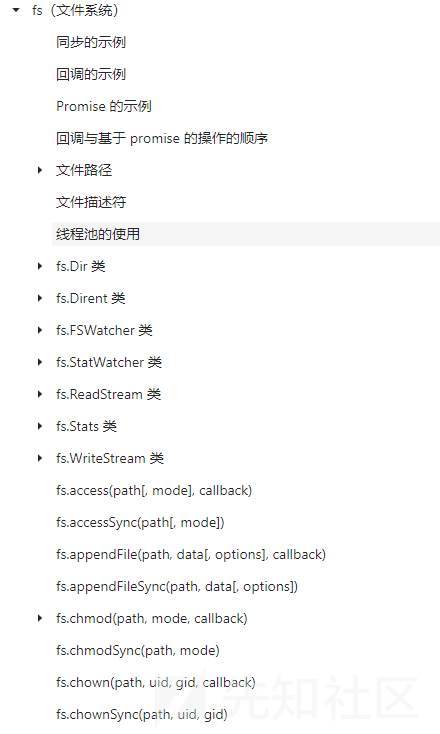 fs（文件系统）
同步的示例
回调的示例
Promise 的示例
回调与基于 promise 的操作的顺序
文件路径
文件描述符
线程池的使用
fs.Dir 类
fs.Dirent 类
fs.FSWatcher 类
fs.StatWatcher 类
fs.ReadStream 类
fs.Stats 类
fs.WriteStream 类
fs.access(path[, mode], callback)
fs.accessSync(path[, mode])
fs.appendFile(path, data[, options], callback)
fs.appendFileSync(path, data[, options])
fs.chmod(path, mode, callback)
fs.chmodSync(path, mode)
fs.chown(path, uid, gid, callback)
fs.chownSync(path, uid, gid)
先知社区